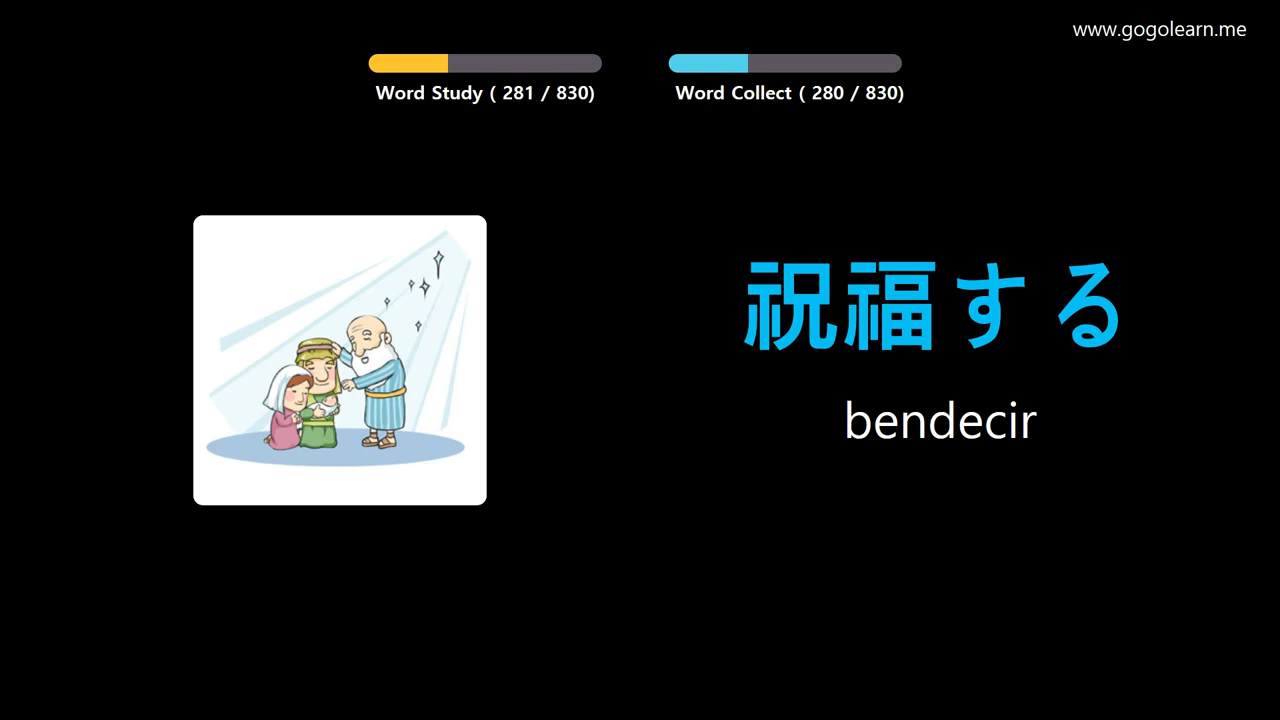 www.gogolearn.me
Word Study ( 281 / 830)
Word Collect ( 280 / 830)
祝福する
bendecir